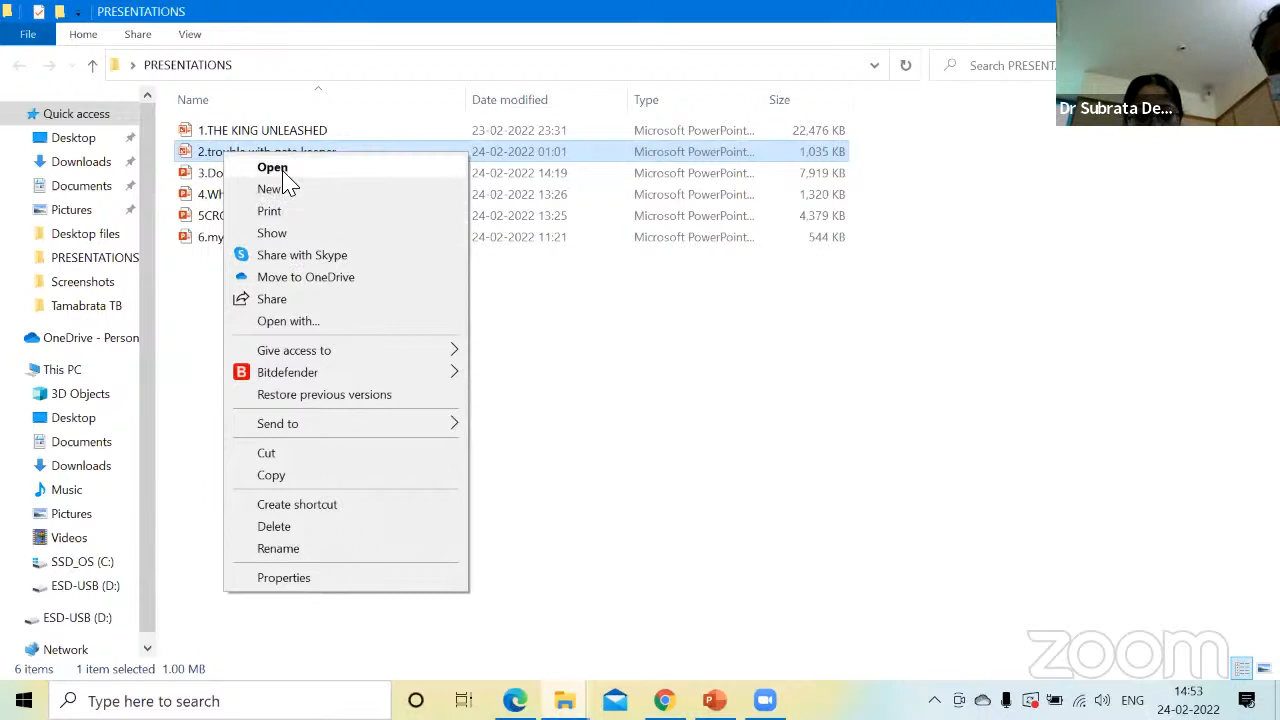 PRESENTATIONS
File Home Share View
PRESENTATIONS
Search PRESENT
Dr Subrata De...
Name Date modified Type Size
Quick access
Desktop
Downloads
Documents
Pictures
Desktop files
PRESENTATIONS
Screenshots
Tamabrata TB
OneDrive - Person
This PC
3D Objects
Desktop
Documents
Downloads
Music
Pictures
Videos
SSD_OS (C:)
ESD-USB (D:)
ESD-USB (D:)
Network
1.THE KING UNLEASHED 23-02-2022 23:31 Microsoft PowerPoint... 22,476 KB
2.trouble with gate keeper 24-02-2022 01:01 Microsoft PowerPoint... 1,035 KB
3.Do 24-02-2022 14:19 Microsoft PowerPoint... 7,919 KB
4.Wh 24-02-2022 13:26 Microsoft PowerPoint... 1,320 KB
5CRO 24-02-2022 13:25 Microsoft PowerPoint... 4,379 KB
6.my 24-02-2022 11:21 Microsoft PowerPoint... 544 KB
Open
New
Print
Show
Share with Skype
Move to OneDrive
Share
Open with...
Give access to
Bitdefender
Restore previous versions
Send to
Cut
Copy
Create shortcut
Delete
Rename
Properties
6 items 1 item selected 1.00 MB
zoom
Type here to search
ENG
14:53
24-02-2022